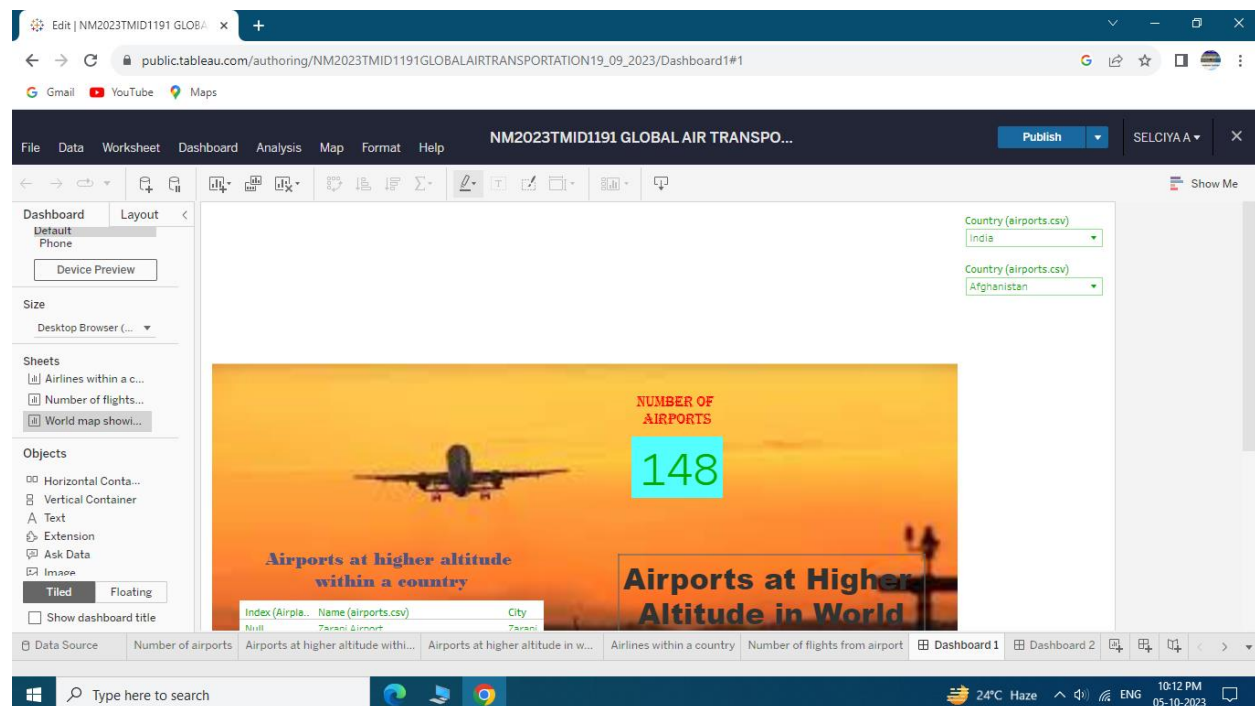 Edit | NM2023TMID1191 GLOBA
public.tableau.com/authoring/NM2023TMID1191GLOBALAIRTRANSPORTATION19_09_2023/Dashboard1#1
Gmail YouTube Maps
NM2023TMID1191 GLOBAL AIR TRANSPO...
File Data Worksheet Dashboard Analysis Map Format Help
Publish
SELCIYA A
Show Me
Dashboard Layout
Default
Phone
Device Preview
Size
Desktop Browser (...
Sheets
Airlines within a c...
Number of flights...
World map showi...
Objects
Horizontal Conta...
Vertical Container
A Text
Extension
Ask Data
Image
Tiled Floating
Show dashboard title
Country (airports.csv)
India
Country (airports.csv)
Afghanistan
NUMBER OF
AIRPORTS
148
Airports at higher altitude
within a country
Index (Airpla.. Name (airports.csv) City
Null Zaranj Airport Zaranj
Airports at Higher
Altitude in World
Data Source Number of airports Airports at higher altitude withi... Airports at higher altitude in w... Airlines within a country Number of flights from airport Dashboard 1 Dashboard 2
Type here to search
24°C Haze ENG 10:12 PM
05-10-2023